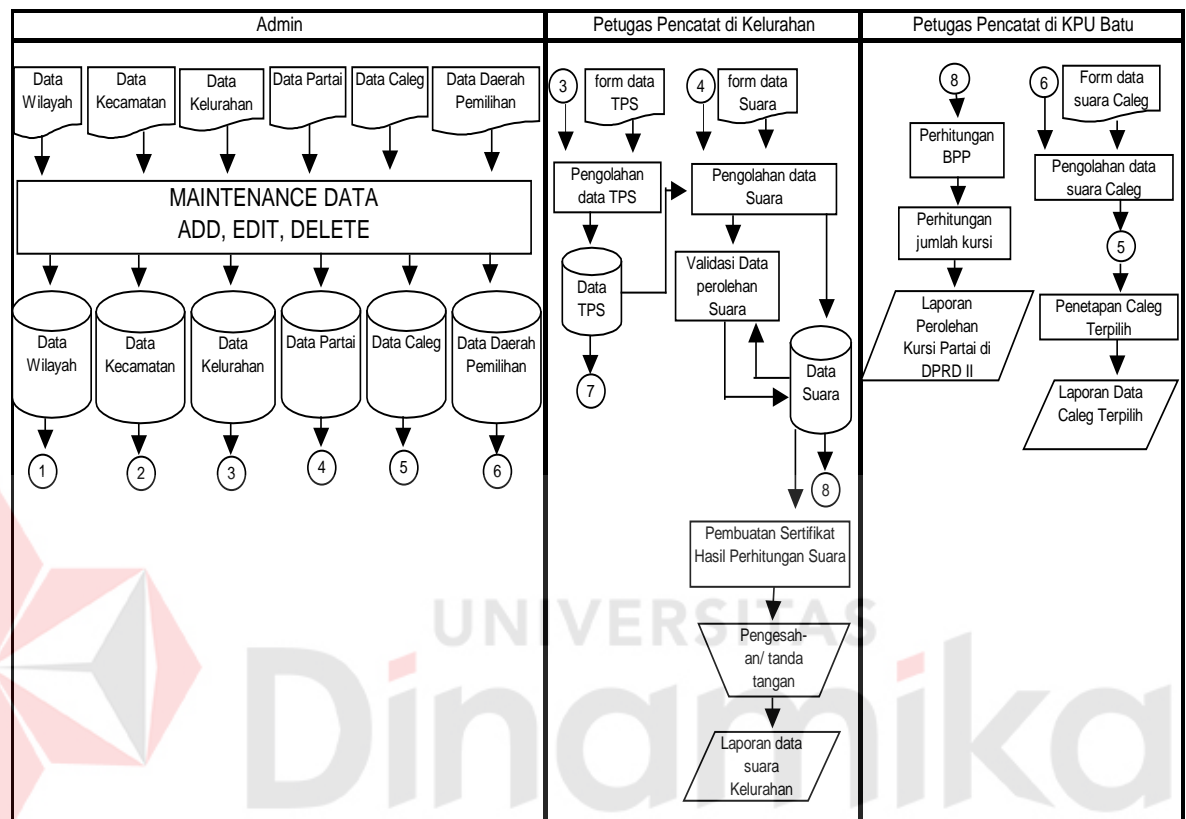 Admin
Petugas Pencatat di Kelurahan
Petugas Pencatat di KPU Batu
Data
Wilayah
Data
Kecamatan
Data
Kelurahan
Data Partai
Data Caleg
Data Daerah
Pemilihan
MAINTENANCE DATA
ADD, EDIT, DELETE
Data
Wilayah
Data
Kecamatan
Data
Kelurahan
Data Partai
Data Caleg
Data Daerah
Pemilihan
1
2
3
4
5
6
3
form data
TPS
4
form data
Suara
Pengolahan
data TPS
Pengolahan data
Suara
Data
TPS
Validasi Data
perolehan
Suara
7
Data
Suara
8
Pembuatan Sertifikat
Hasil Perhitungan Suara
Pengesah-
an/ tanda
tangan
Laporan data
suara
Kelurahan
8
Perhitungan
BPP
Perhitungan
jumlah kursi
Laporan
Perolehan
Kursi Partai di
DPRD II
6
Form data
suara Caleg
Pengolahan data
suara Caleg
5
Penetapan Caleg
Terpilih
Laporan Data
Caleg Terpilih
UNIVERSITAS
Dinamika